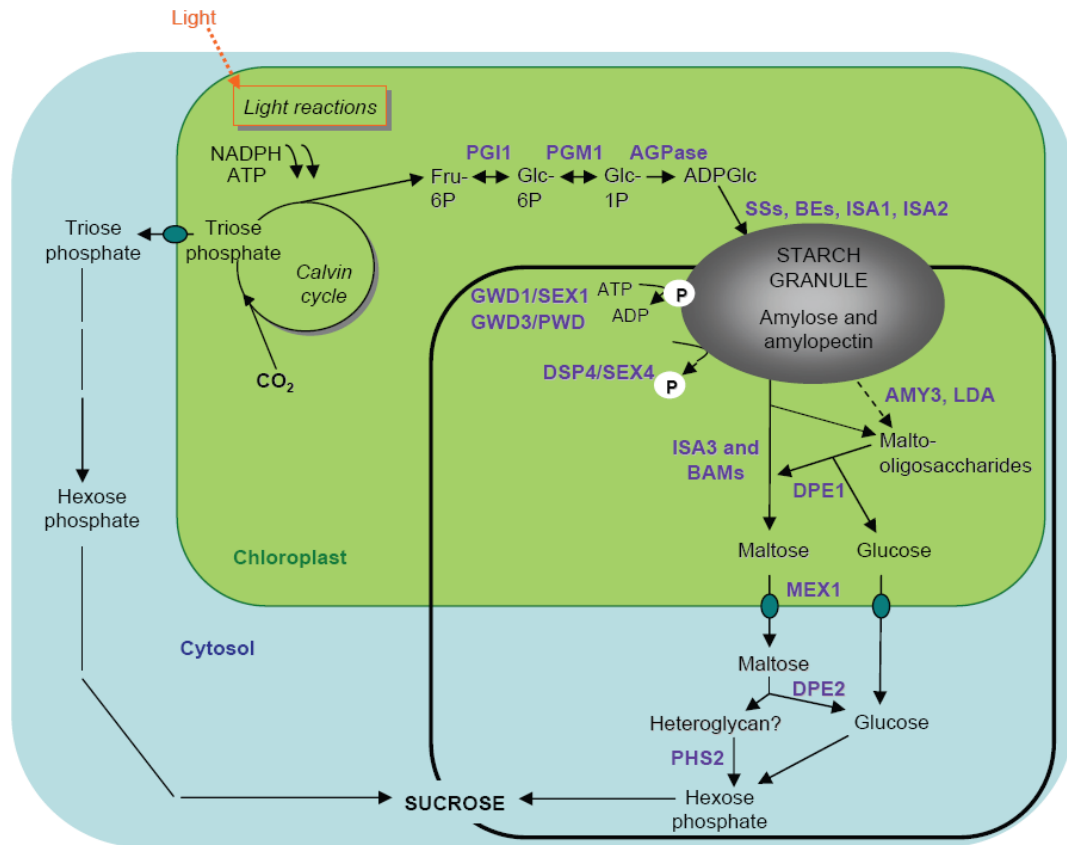 Light
Light reactions
NADPH
ATP
PGI1
PGM1
AGPase
Fru-
6P
Glc-
6P
Glc-
1P
ADPGlc
SSs, BEs, ISA1, ISA2
Triose
phosphate
Triose
phosphate
Calvin
cycle
CO₂
STARCH
GRANULE
Amylose and
amylopectin
GWD1/SEX1
GWD3/PWD
ATP
ADP
P
DSP4/SEX4
P
AMY3, LDA
Malto-
oligosaccharides
ISA3 and
BAMs
DPE1
Hexose
phosphate
Chloroplast
Maltose
Glucose
MEX1
Cytosol
Maltose
DPE2
Heteroglycan?
Glucose
PHS2
SUCROSE
Hexose
phosphate